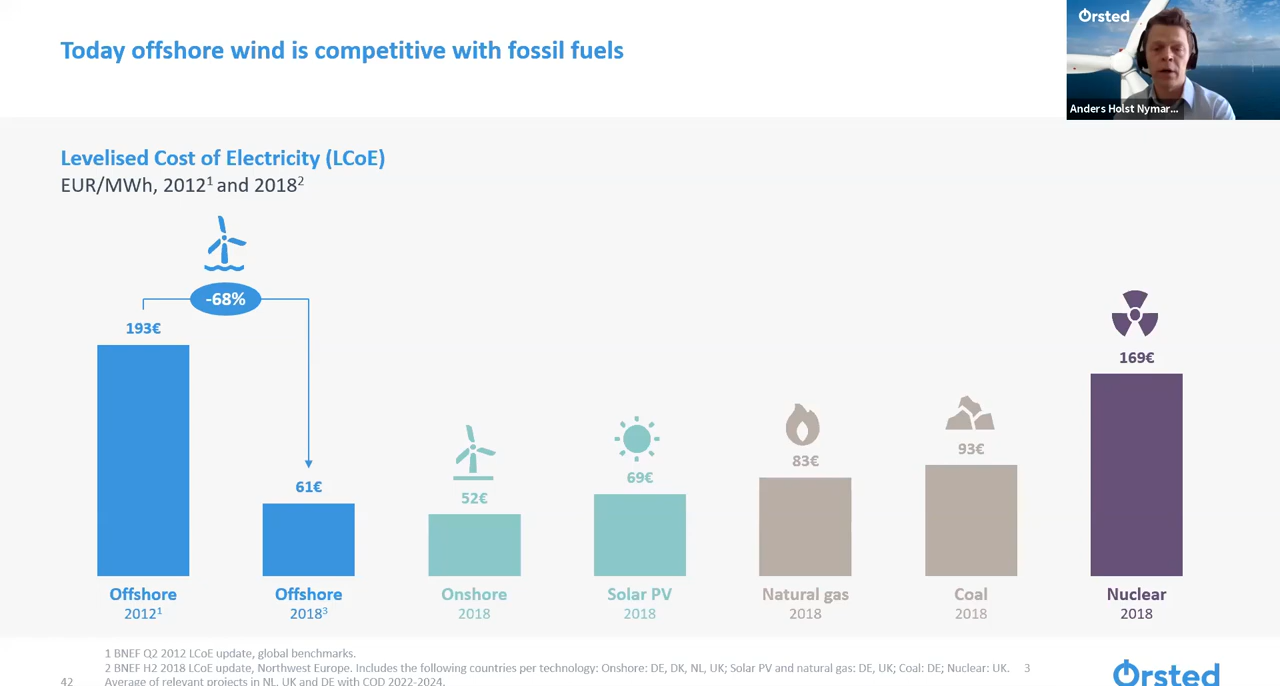 Today offshore wind is competitive with fossil fuels
Ørsted
Anders Holst Nymar...
Levelised Cost of Electricity (LCoE)
EUR/MWh, 2012¹ and 2018²
-68%
193€
61€
52€
69€
83€
93€
169€
Offshore
2012¹
Offshore
2018³
Onshore
2018
Solar PV
2018
Natural gas
2018
Coal
2018
Nuclear
2018
1 BNEF Q2 2012 LCoE update, global benchmarks.
2 BNEF H2 2018 LCoE update, Northwest Europe. Includes the following countries per technology: Onshore: DE, DK, NL, UK; Solar PV and natural gas: DE, UK; Coal: DE; Nuclear: UK. 3
42 Average of relevant projects in NL, UK and DE with COD 2022-2024.
Ørsted